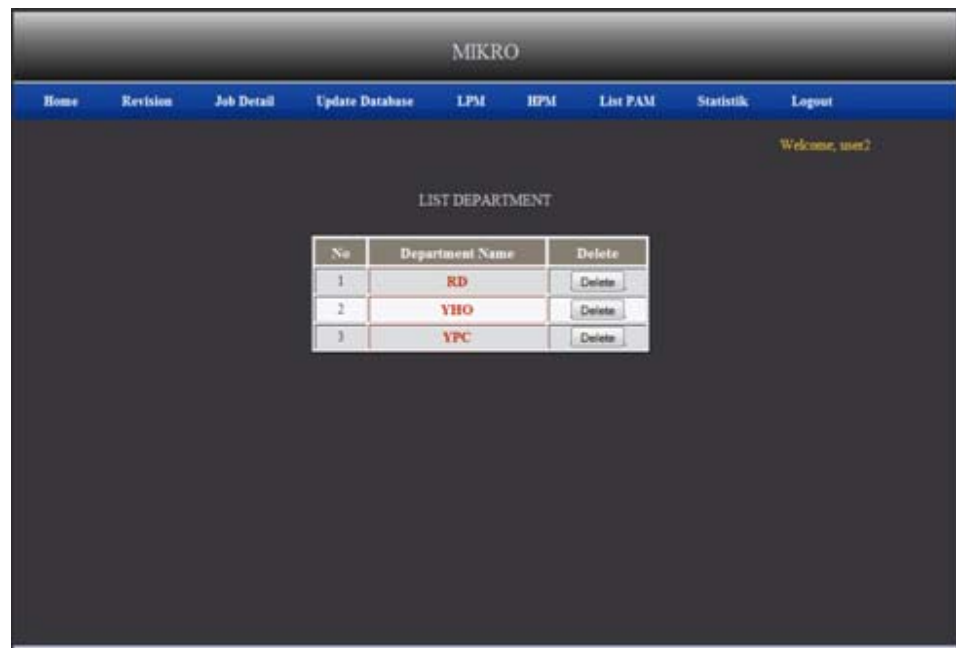 MIKRO
Home Revision Job Detail Update Database LPM HPM List PAM Statistik Logout
Welcome, user2
LIST DEPARTMENT
No Department Name Delete
1 RD Delete
2 YHO Delete
3 YPC Delete